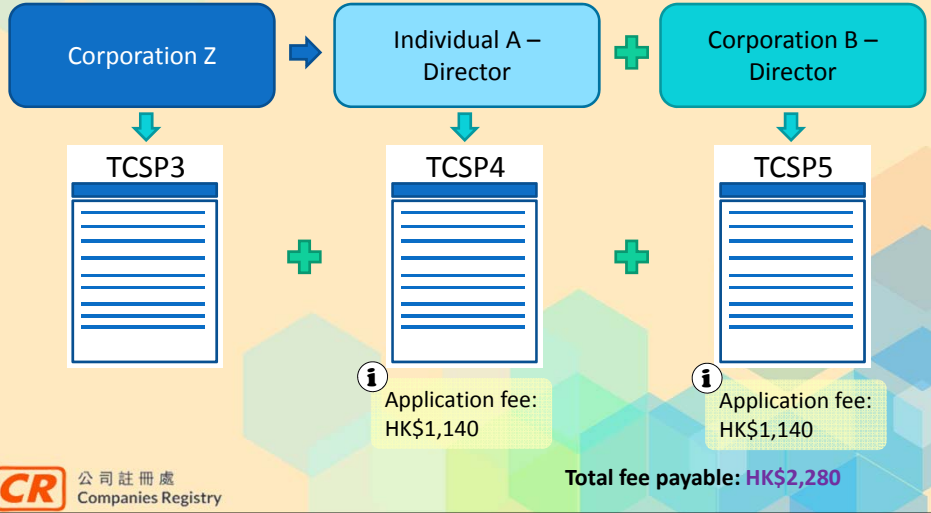 Corporation Z
Individual A –
Director
Corporation B –
Director
TCSP3
TCSP4
TCSP5
i
Application fee:
HK$1,140
i
Application fee:
HK$1,140
CR
公司註冊處
Companies Registry
Total fee payable: HK$2,280